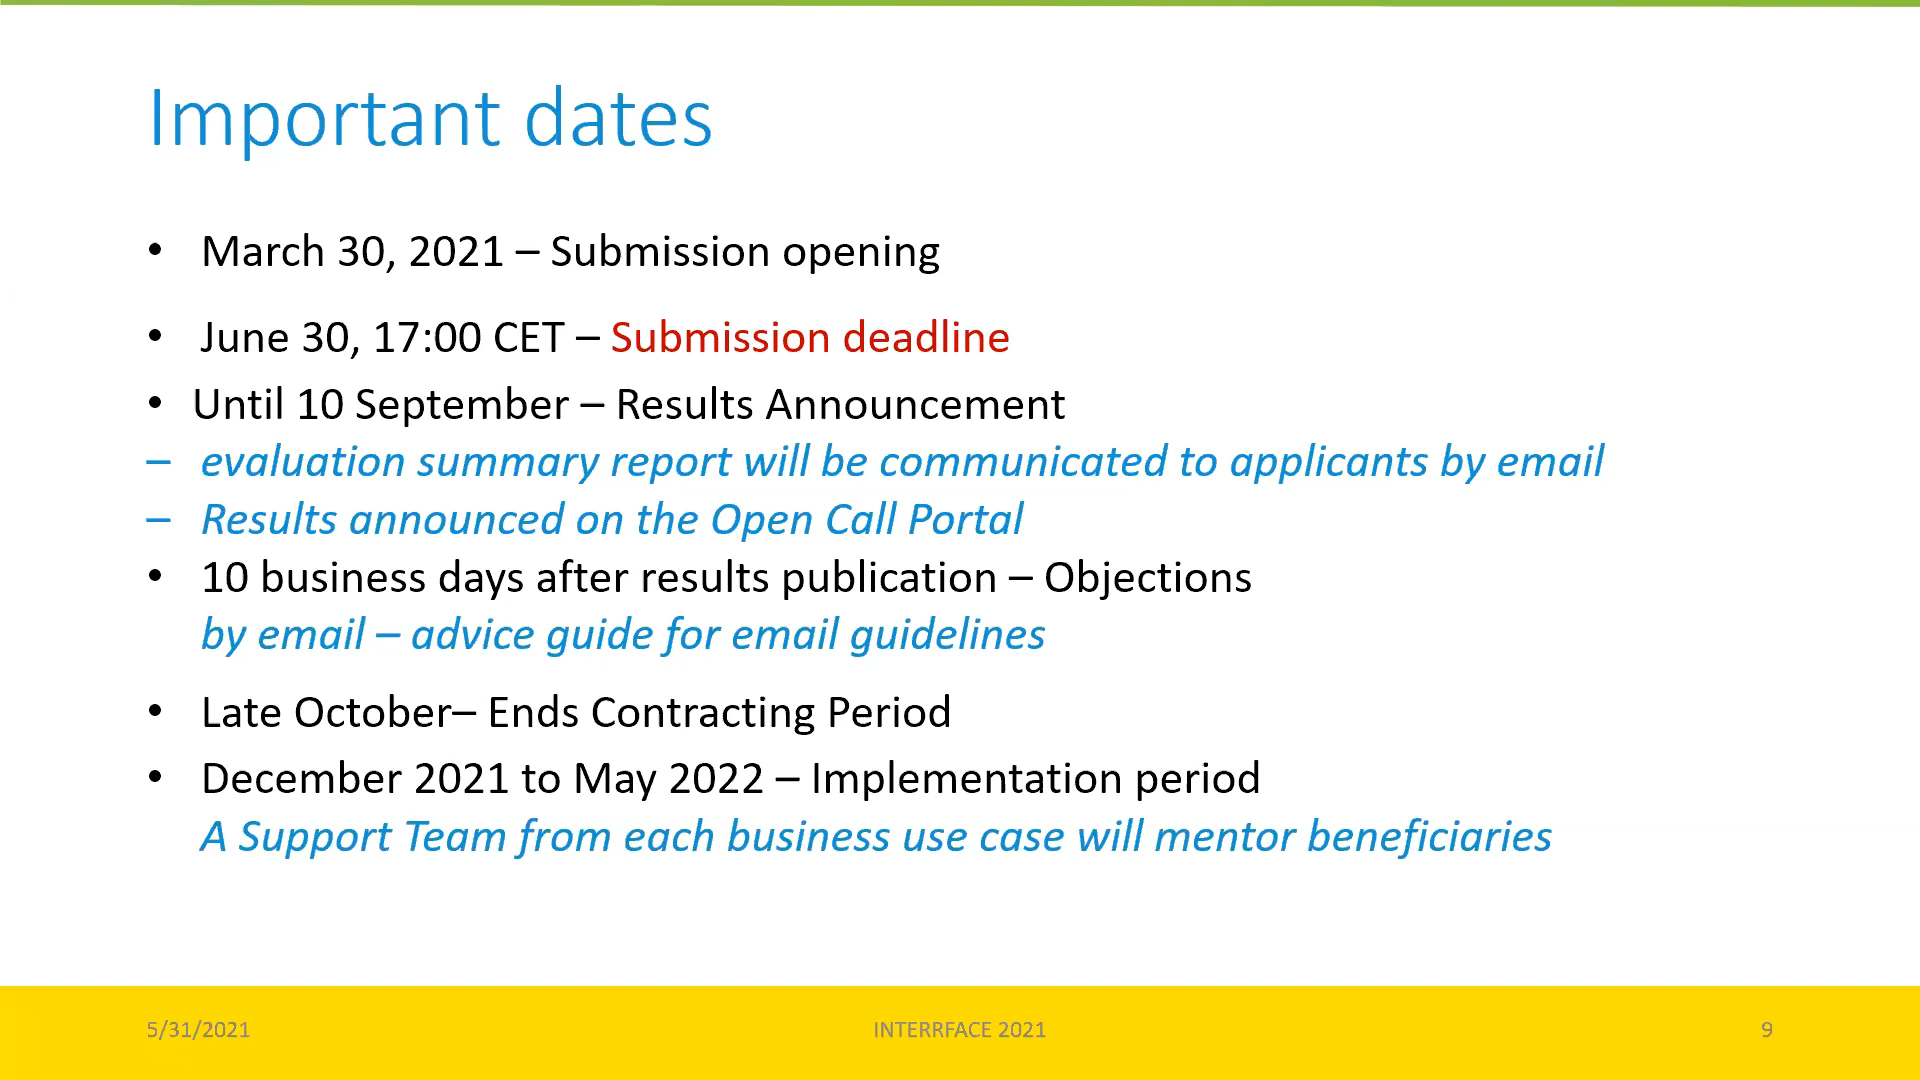 Important dates
• March 30, 2021 – Submission opening
• June 30, 17:00 CET – Submission deadline
• Until 10 September – Results Announcement
– evaluation summary report will be communicated to applicants by email
– Results announced on the Open Call Portal
• 10 business days after results publication – Objections
by email – advice guide for email guidelines
• Late October– Ends Contracting Period
• December 2021 to May 2022 – Implementation period
A Support Team from each business use case will mentor beneficiaries
5/31/2021
INTERRFACE 2021
9